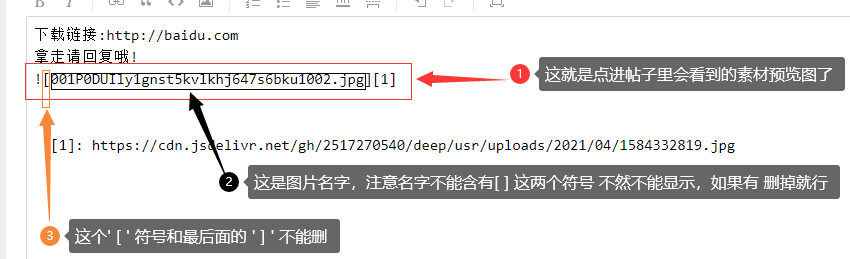 下载链接:http://baidu.com
拿走请回复哦!
![001P0DUIly1gnst5kvlkhj647s6bku1002.jpg][1]
1 这就是点进帖子里会看到的素材预览图了
[1]: https://cdn.jsdelivr.net/gh/2517270540/deep/usr/uploads/2021/04/1584332819.jpg
2 这是图片名字，注意名字不能含有[ ] 这两个符号 不然不能显示，如果有 删掉就行
3 这个' [ ' 符号和最后面的 ' ] ' 不能删